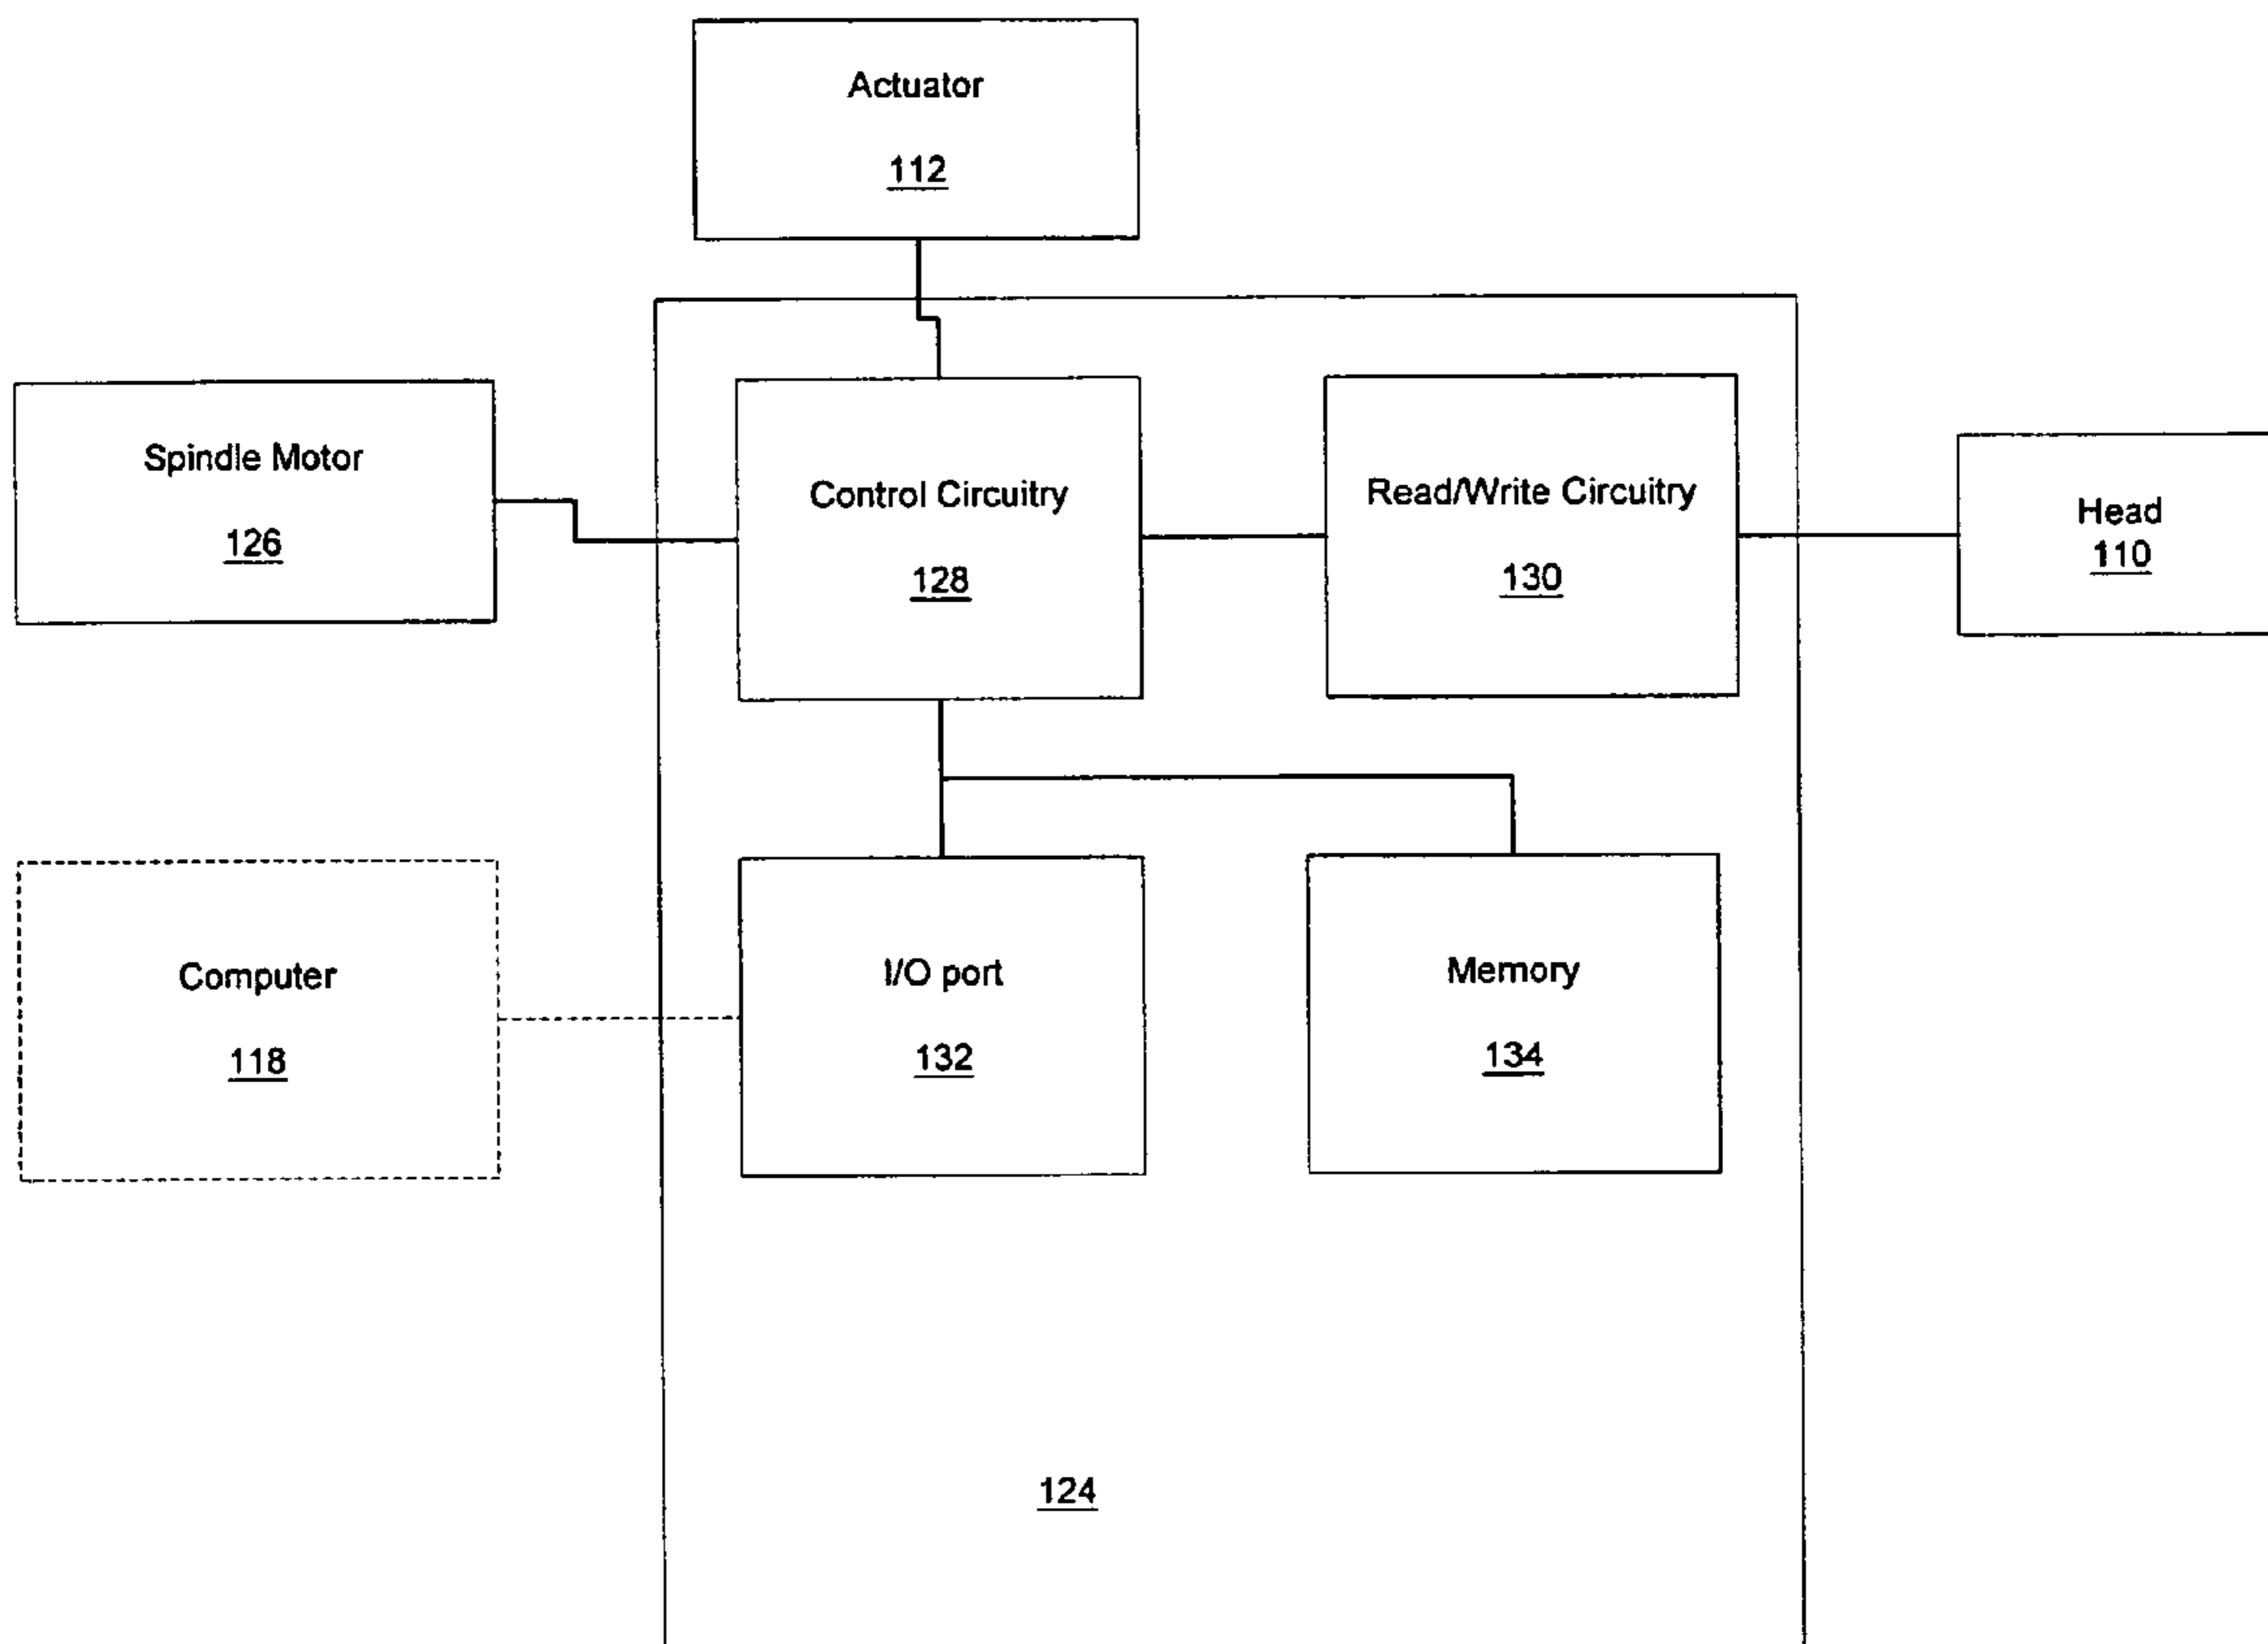 Actuator
112
Spindle Motor
126
Control Circuitry
128
Read/Write Circuitry
130
Head
110
Computer
118
I/O port
132
Memory
134
124